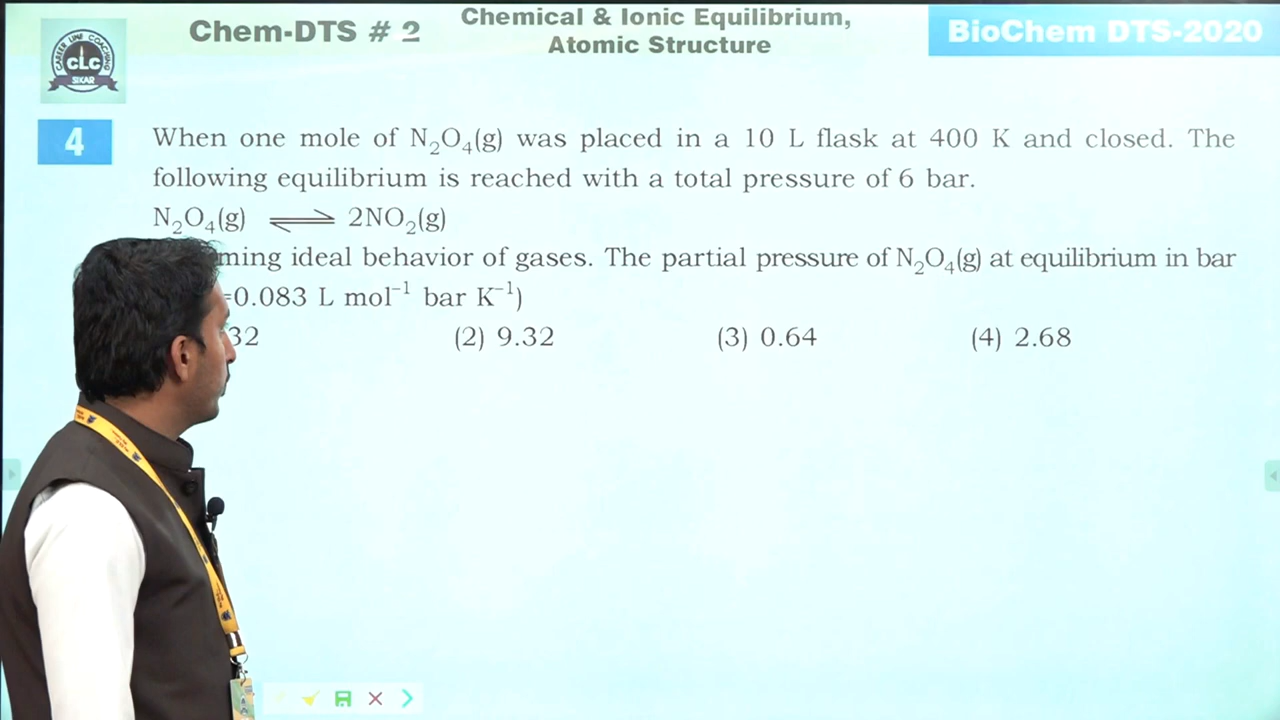 Chem-DTS # 2
Chemical & Ionic Equilibrium,
Atomic Structure
BioChem DTS-2020
CAREER LINE COACHING
CLC
SIKAR
4
When one mole of N₂O₄(g) was placed in a 10 L flask at 400 K and closed. The
following equilibrium is reached with a total pressure of 6 bar.
N₂O₄(g) ⇌ 2NO₂(g)
ming ideal behavior of gases. The partial pressure of N₂O₄(g) at equilibrium in bar
=0.083 L mol⁻¹ bar K⁻¹)
32 (2) 9.32 (3) 0.64 (4) 2.68